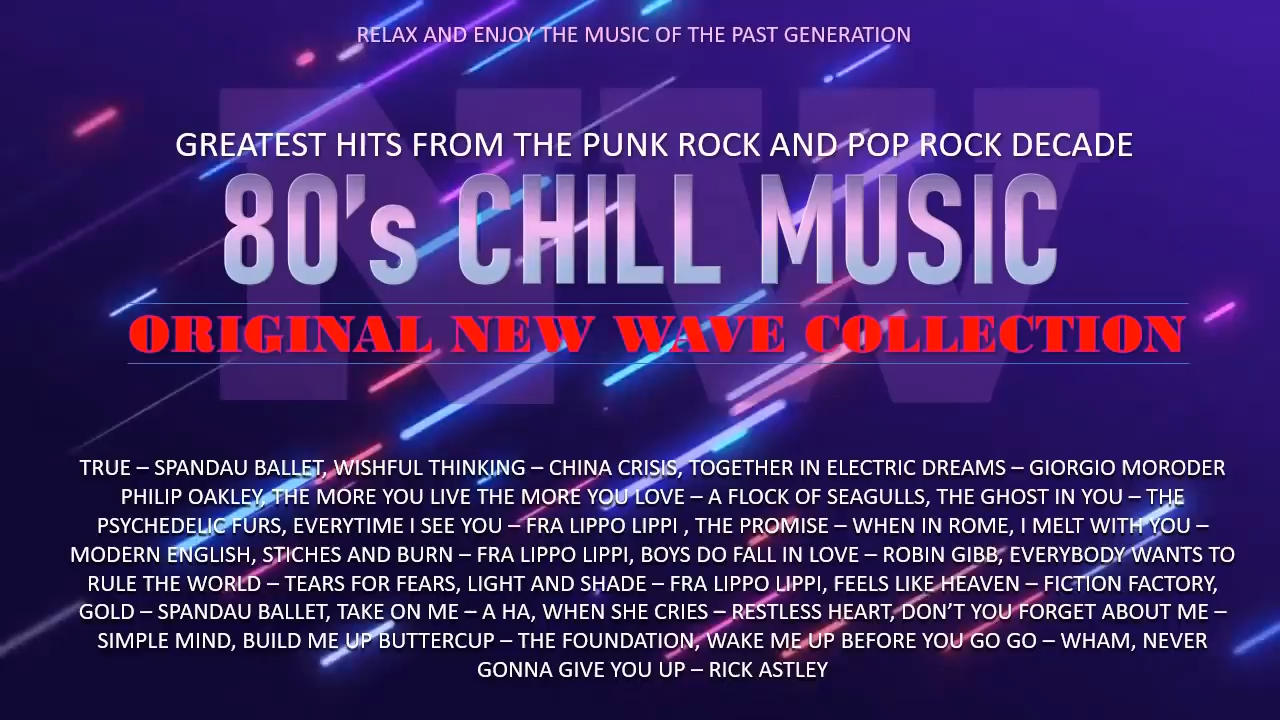 RELAX AND ENJOY THE MUSIC OF THE PAST GENERATION
NW
GREATEST HITS FROM THE PUNK ROCK AND POP ROCK DECADE
80's CHILL MUSIC
ORIGINAL NEW WAVE COLLECTION
TRUE – SPANDAU BALLET, WISHFUL THINKING – CHINA CRISIS, TOGETHER IN ELECTRIC DREAMS – GIORGIO MORODER
PHILIP OAKLEY, THE MORE YOU LIVE THE MORE YOU LOVE – A FLOCK OF SEAGULLS, THE GHOST IN YOU – THE
PSYCHEDELIC FURS, EVERYTIME I SEE YOU – FRA LIPPO LIPPI , THE PROMISE – WHEN IN ROME, I MELT WITH YOU –
MODERN ENGLISH, STICHES AND BURN – FRA LIPPO LIPPI, BOYS DO FALL IN LOVE – ROBIN GIBB, EVERYBODY WANTS TO
RULE THE WORLD – TEARS FOR FEARS, LIGHT AND SHADE – FRA LIPPO LIPPI, FEELS LIKE HEAVEN – FICTION FACTORY,
GOLD – SPANDAU BALLET, TAKE ON ME – A HA, WHEN SHE CRIES – RESTLESS HEART, DON'T YOU FORGET ABOUT ME –
SIMPLE MIND, BUILD ME UP BUTTERCUP – THE FOUNDATION, WAKE ME UP BEFORE YOU GO GO – WHAM, NEVER
GONNA GIVE YOU UP – RICK ASTLEY